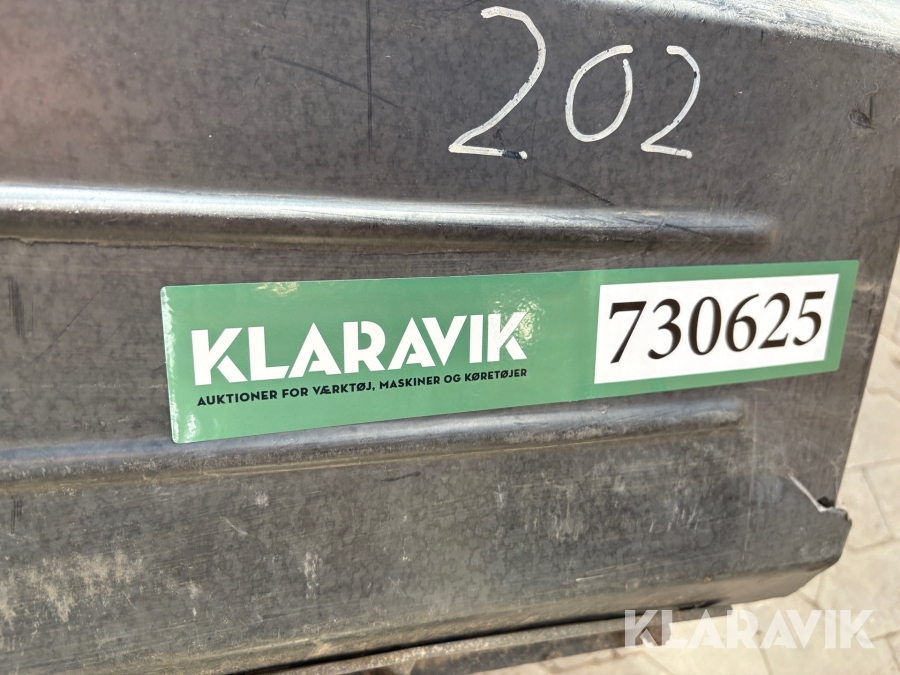 202
KLARAVIK
AUKTIONER FOR VÆRKTØJ, MASKINER OG KØRETØJER
730625
KLARAVIK